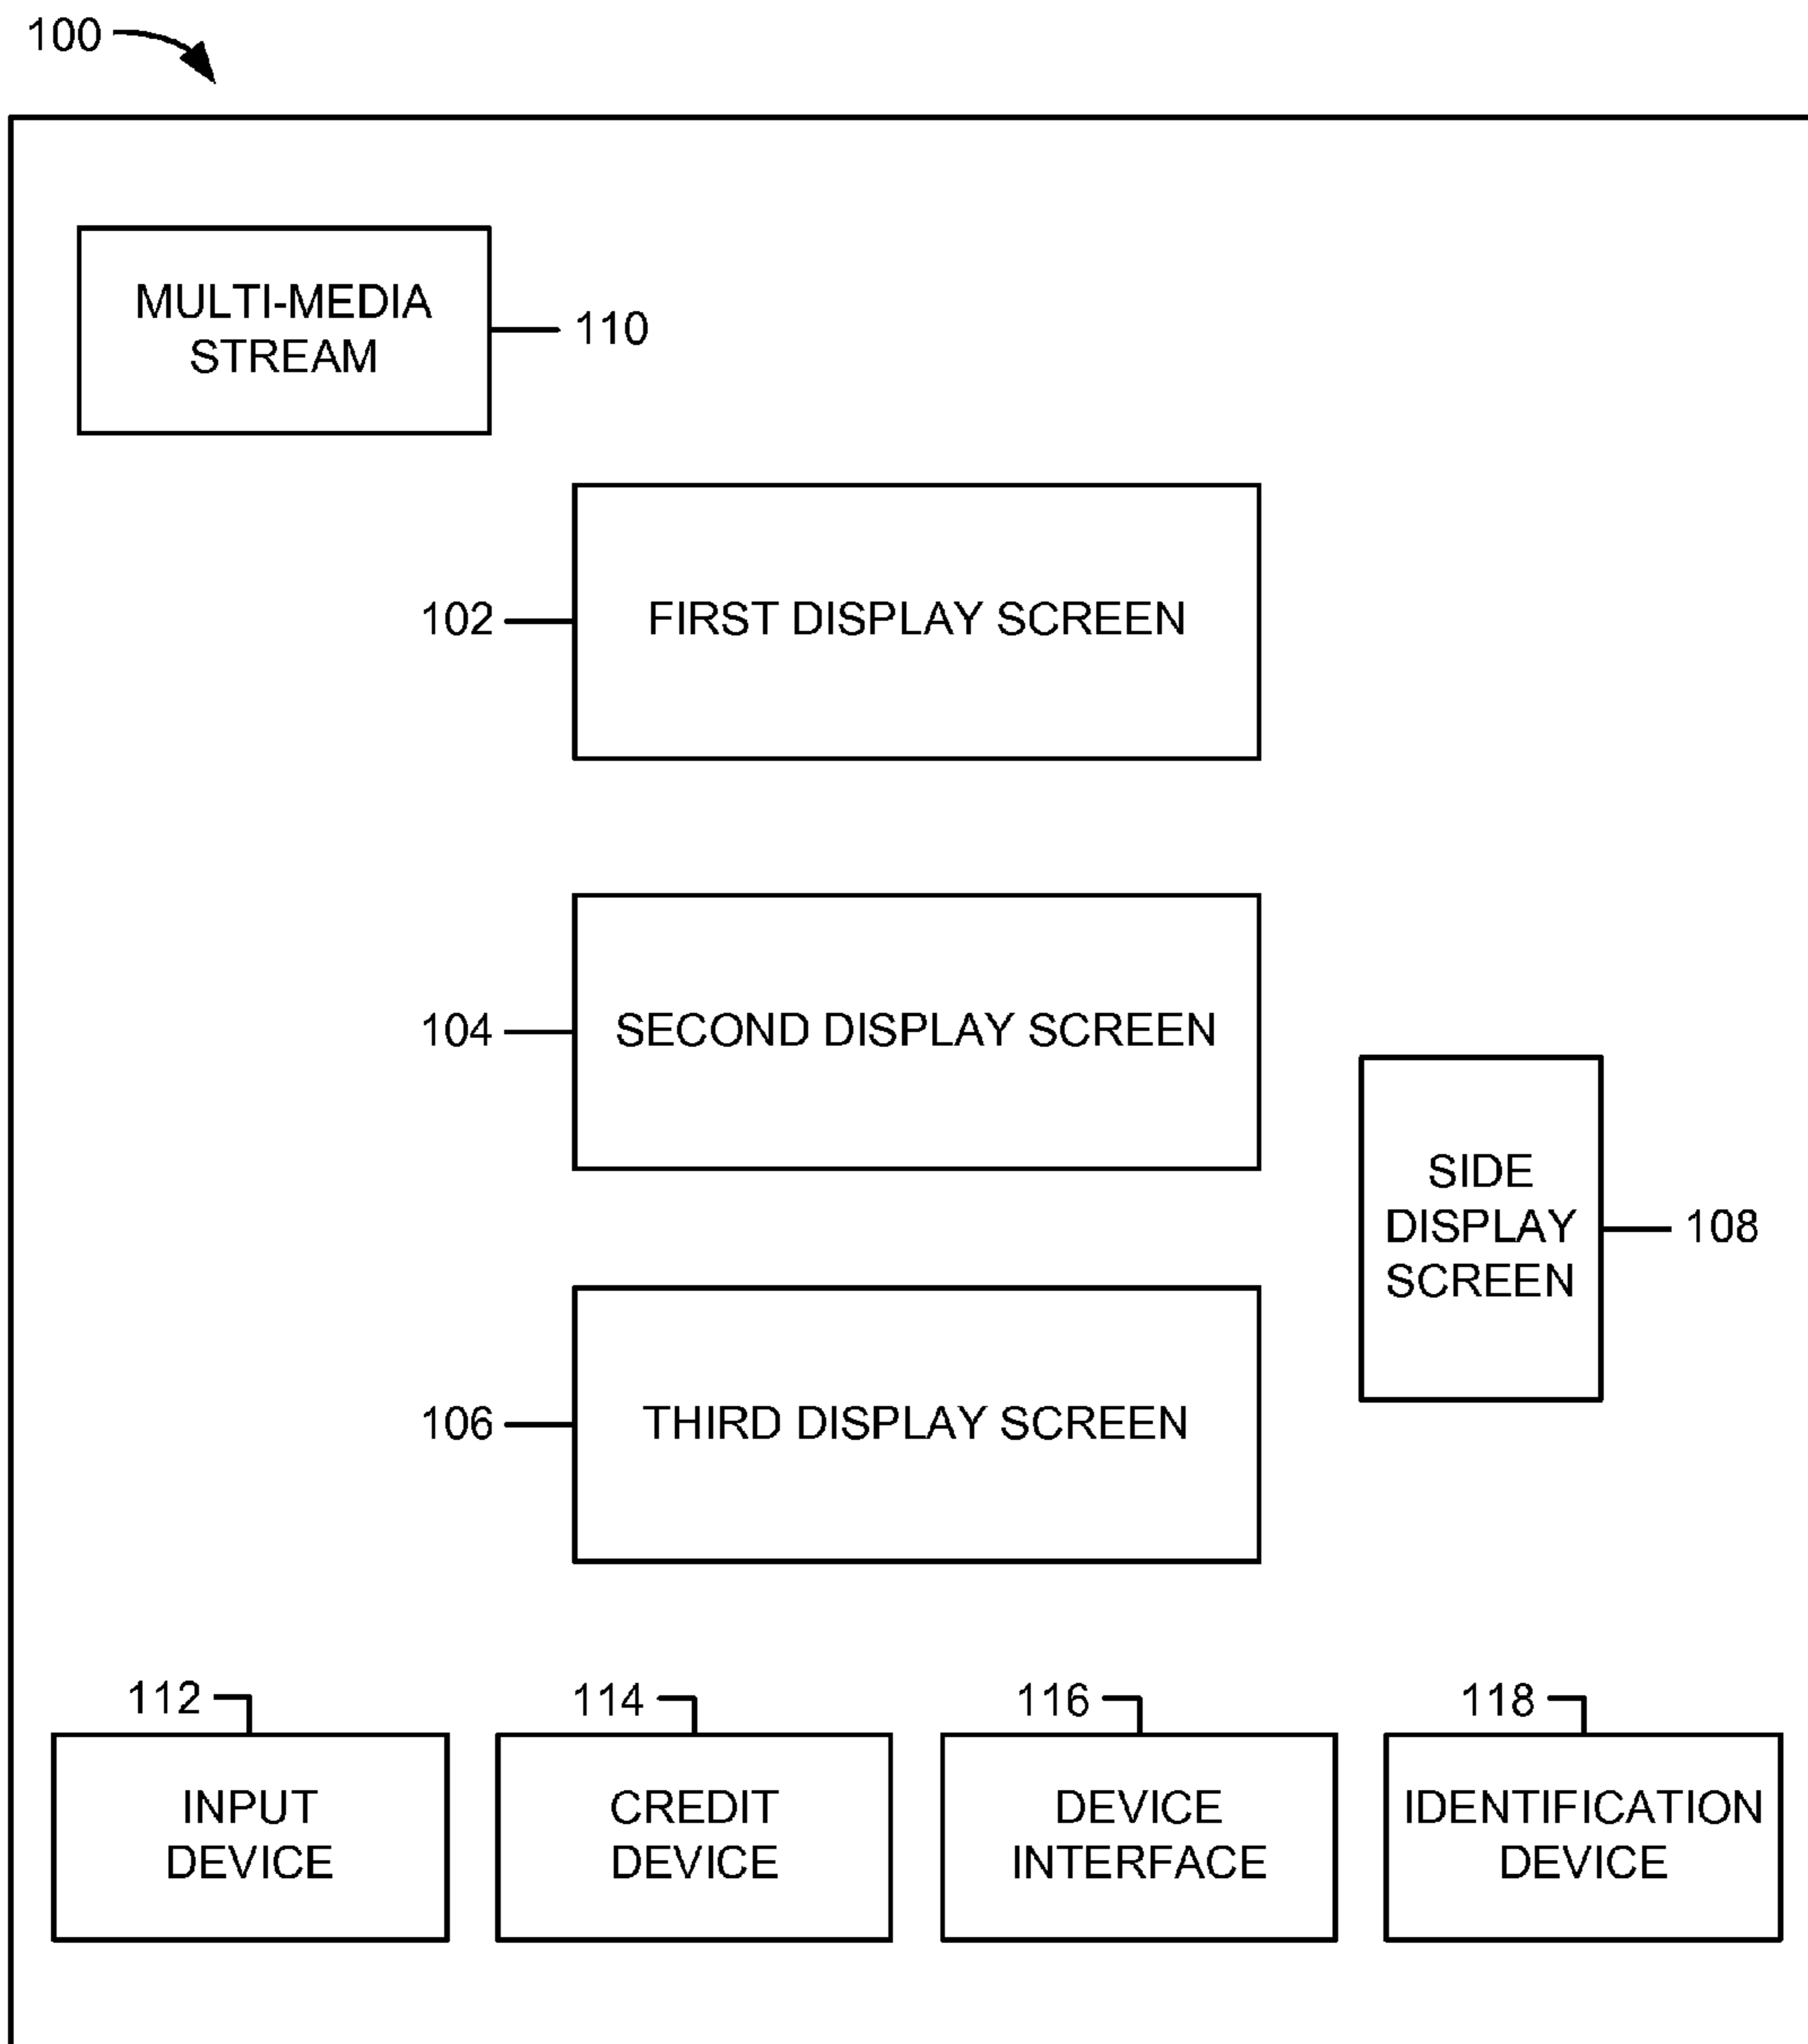 100
MULTI-MEDIA
STREAM
110
102
FIRST DISPLAY SCREEN
104
SECOND DISPLAY SCREEN
SIDE
DISPLAY
SCREEN
108
106
THIRD DISPLAY SCREEN
112
INPUT
DEVICE
114
CREDIT
DEVICE
116
DEVICE
INTERFACE
118
IDENTIFICATION
DEVICE